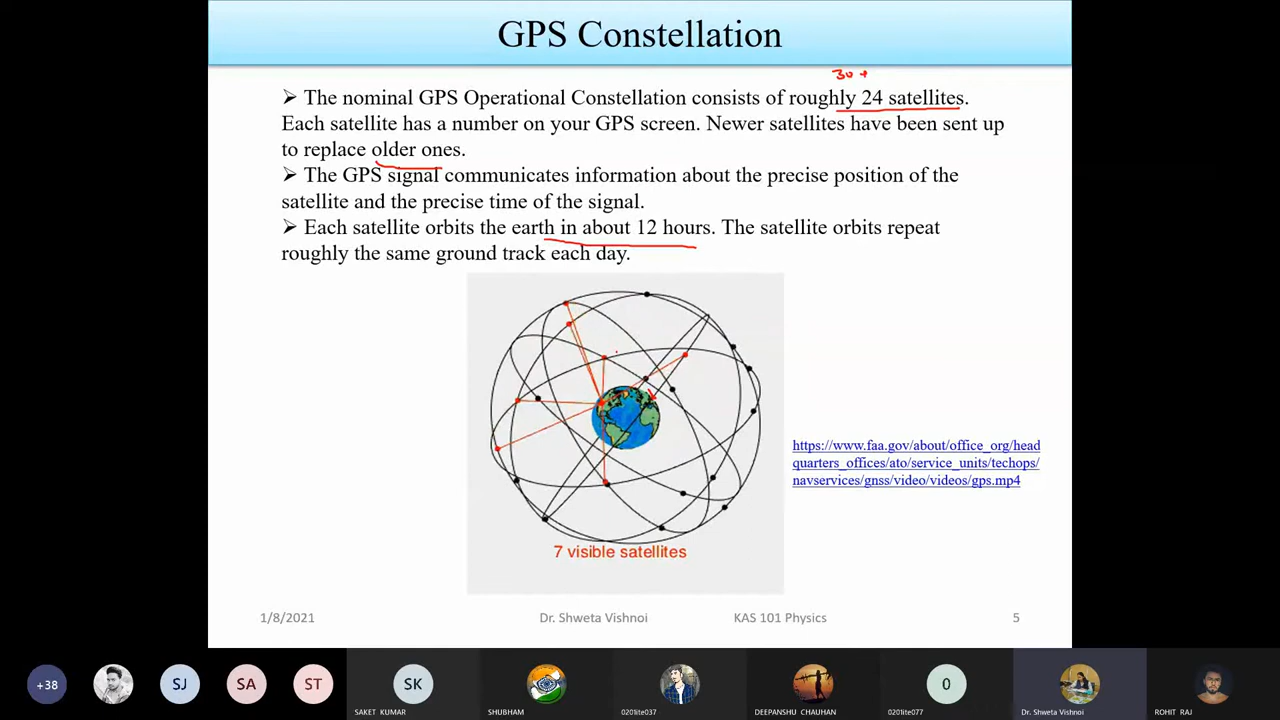 GPS Constellation
30 +
➢ The nominal GPS Operational Constellation consists of roughly 24 satellites.
Each satellite has a number on your GPS screen. Newer satellites have been sent up
to replace older ones.
➢ The GPS signal communicates information about the precise position of the
satellite and the precise time of the signal.
➢ Each satellite orbits the earth in about 12 hours. The satellite orbits repeat
roughly the same ground track each day.
https://www.faa.gov/about/office_org/head
quarters_offices/ato/service_units/techops/
navservices/gnss/video/videos/gps.mp4
7 visible satellites
1/8/2021 Dr. Shweta Vishnoi KAS 101 Physics 5
+38 SJ SA ST SK 0
SAKET KUMAR SHUBHAM 0201ite037 DEEPANSHU CHAUHAN 0201ite077 Dr. Shweta Vishnoi ROHIT RAJ